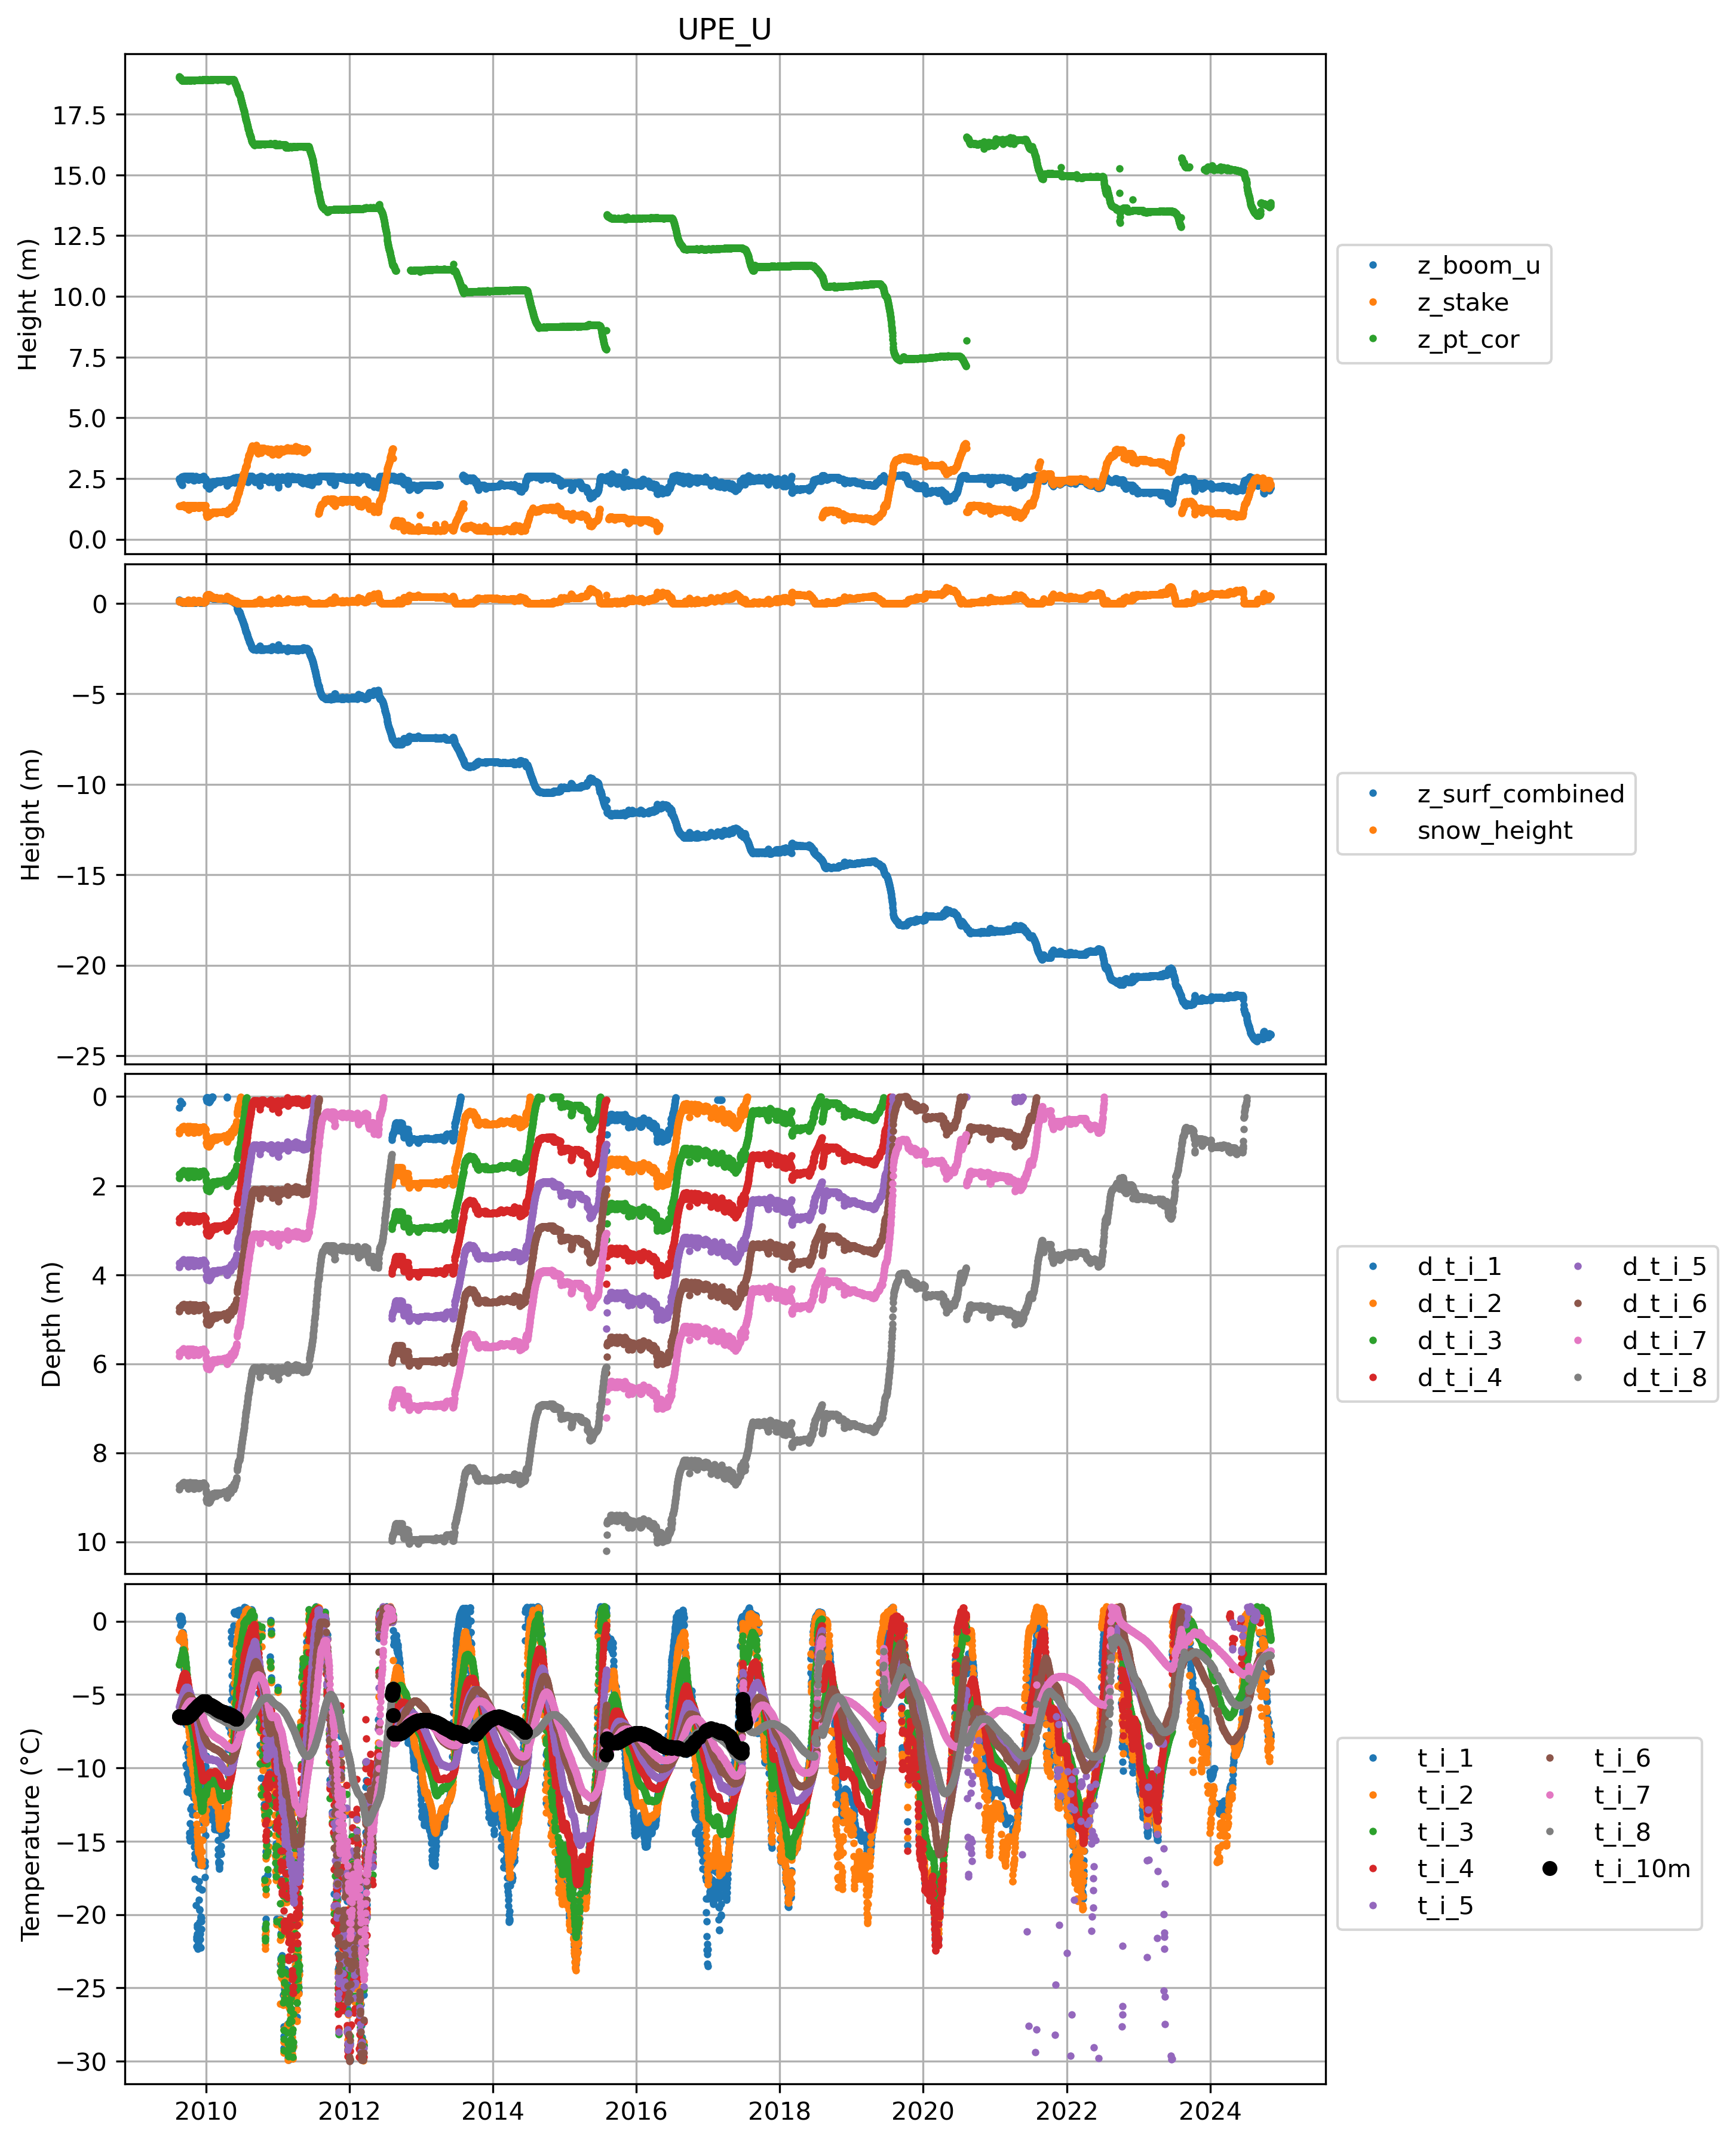 UPE_U
17.5
15.0
12.5
10.0
7.5
5.0
2.5
0.0
Height (m)
z_boom_u
z_stake
z_pt_cor
0
−5
−10
−15
−20
−25
Height (m)
z_surf_combined
snow_height
0
2
4
6
8
10
Depth (m)
d_t_i_1 d_t_i_5
d_t_i_2 d_t_i_6
d_t_i_3 d_t_i_7
d_t_i_4 d_t_i_8
0
−5
−10
−15
−20
−25
−30
Temperature (°C)
t_i_1 t_i_6
t_i_2 t_i_7
t_i_3 t_i_8
t_i_4 t_i_10m
t_i_5
2010 2012 2014 2016 2018 2020 2022 2024